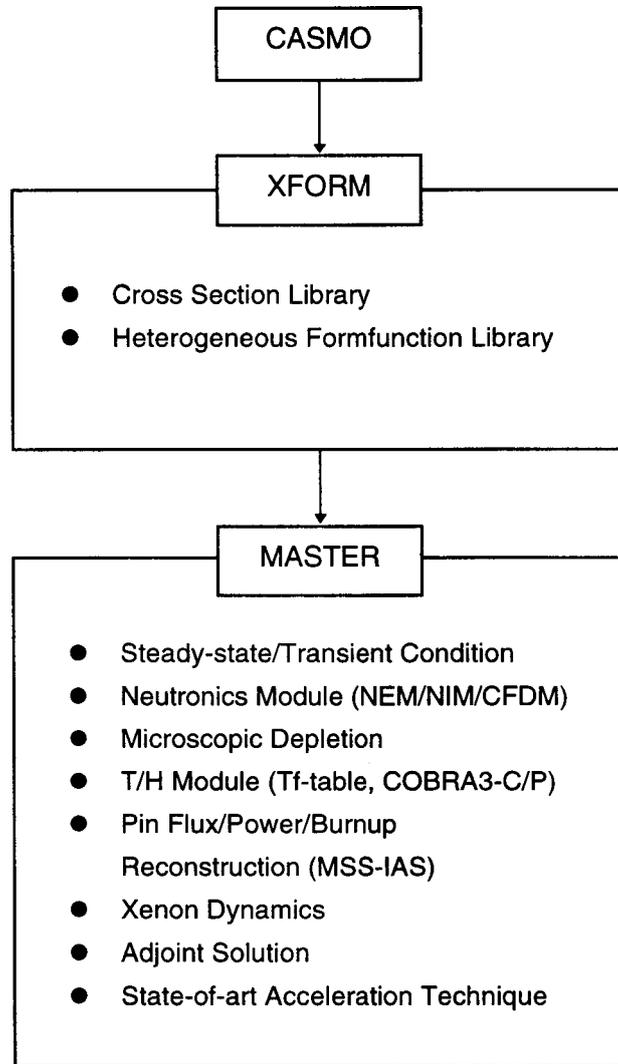 CASMO
XFORM
● Cross Section Library
● Heterogeneous Formfunction Library
MASTER
● Steady-state/Transient Condition
● Neutronics Module (NEM/NIM/CFDM)
● Microscopic Depletion
● T/H Module (Tf-table, COBRA3-C/P)
● Pin Flux/Power/Burnup
Reconstruction (MSS-IAS)
● Xenon Dynamics
● Adjoint Solution
● State-of-art Acceleration Technique